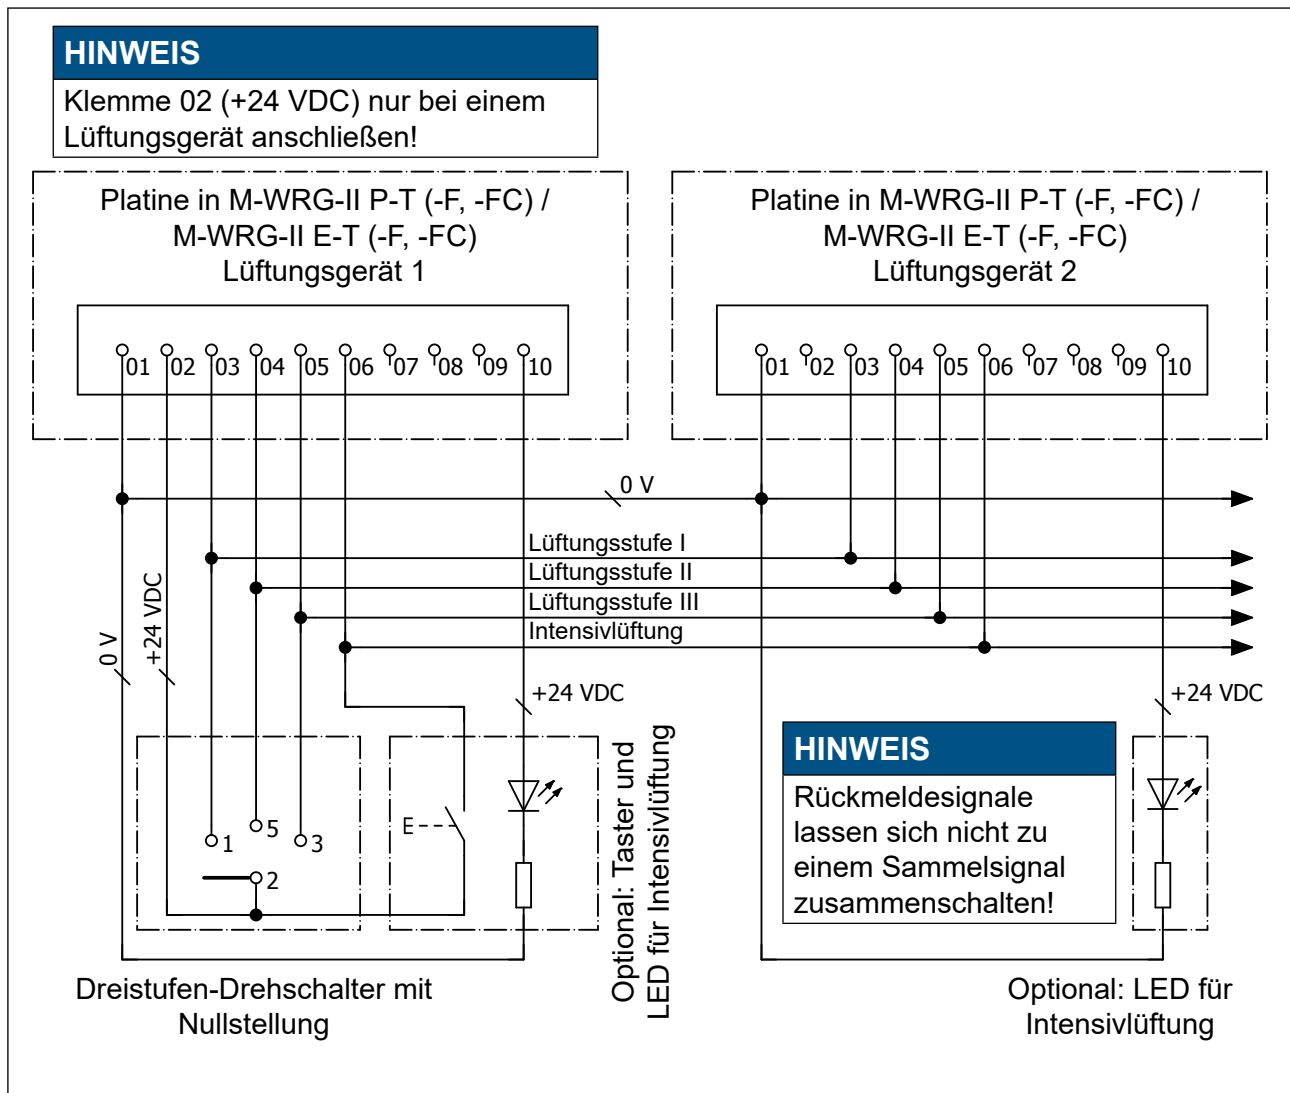 HINWEIS
Klemme 02 (+24 VDC) nur bei einem
Lüftungsgerät anschließen!
Platine in M-WRG-II P-T (-F, -FC) /
M-WRG-II E-T (-F, -FC)
Lüftungsgerät 1
Platine in M-WRG-II P-T (-F, -FC) /
M-WRG-II E-T (-F, -FC)
Lüftungsgerät 2
01 02 03 04 05 06 07 08 09 10
01 02 03 04 05 06 07 08 09 10
0 V
Lüftungsstufe I
Lüftungsstufe II
Lüftungsstufe III
Intensivlüftung
0 V
+24 VDC
+24 VDC
+24 VDC
1
5
3
2
E
Optional: Taster und
LED für Intensivlüftung
HINWEIS
Rückmeldesignale
lassen sich nicht zu
einem Sammelsignal
zusammenschalten!
Dreistufen-Drehschalter mit
Nullstellung
Optional: LED für
Intensivlüftung